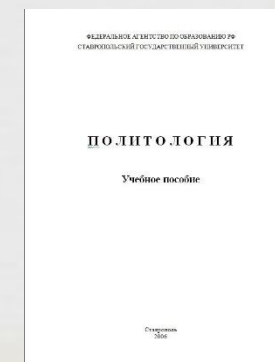 ФЕДЕРАЛЬНОЕ АГЕНТСТВО ПО ОБРАЗОВАНИЮ РФ
СТАВРОПОЛЬСКИЙ ГОСУДАРСТВЕННЫЙ УНИВЕРСИТЕТ
ПОЛИТОЛОГИЯ
Учебное пособие
Ставрополь
2006